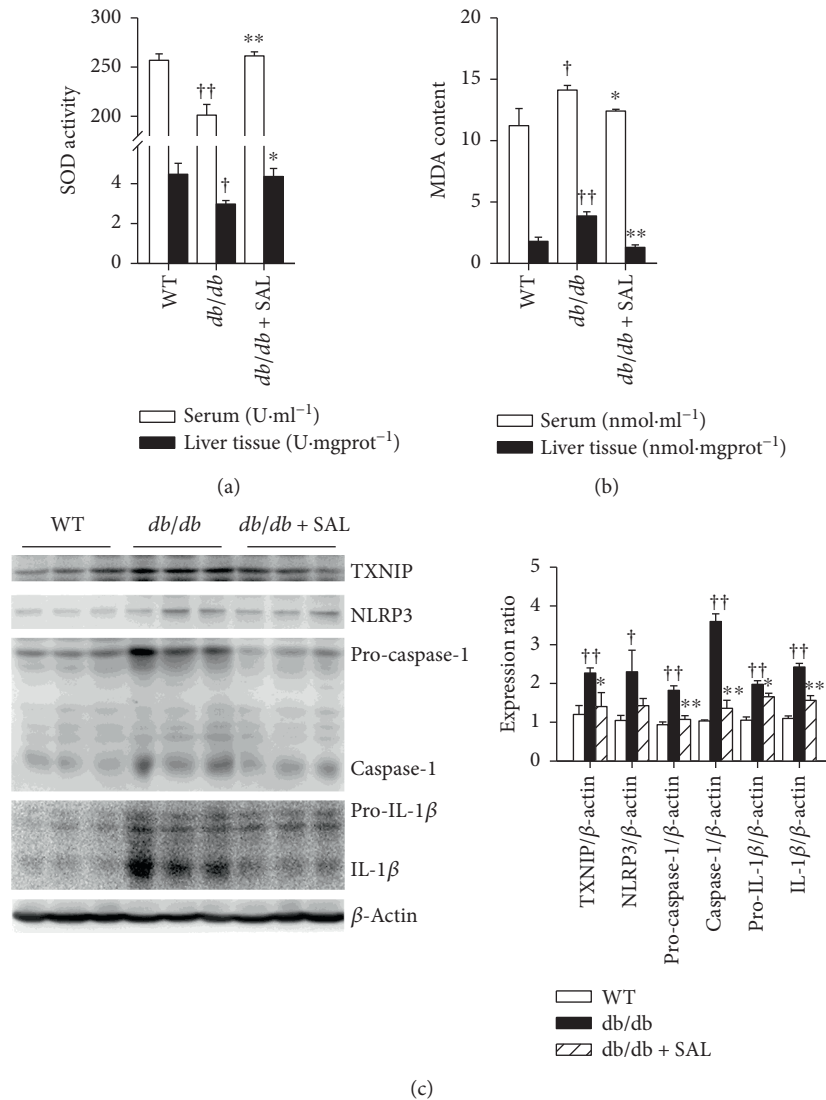 300
250
200
4
2
0
SOD activity
††
**
†
*
WT
db/db
db/db + SAL
Serum (U·ml⁻¹)
Liver tissue (U·mgprot⁻¹)
(a)
20
15
10
5
0
MDA content
†
*
††
**
WT
db/db
db/db + SAL
Serum (nmol·ml⁻¹)
Liver tissue (nmol·mgprot⁻¹)
(b)
WT db/db db/db + SAL
TXNIP
NLRP3
Pro-caspase-1
Caspase-1
Pro-IL-1β
IL-1β
β-Actin
5
4
3
2
1
0
Expression ratio
††
*
†
††
**
††
**
††
*
††
**
TXNIP/β-actin
NLRP3/β-actin
Pro-caspase-1/β-actin
Caspase-1/β-actin
Pro-IL-1β/β-actin
IL-1β/β-actin
WT
db/db
db/db + SAL
(c)